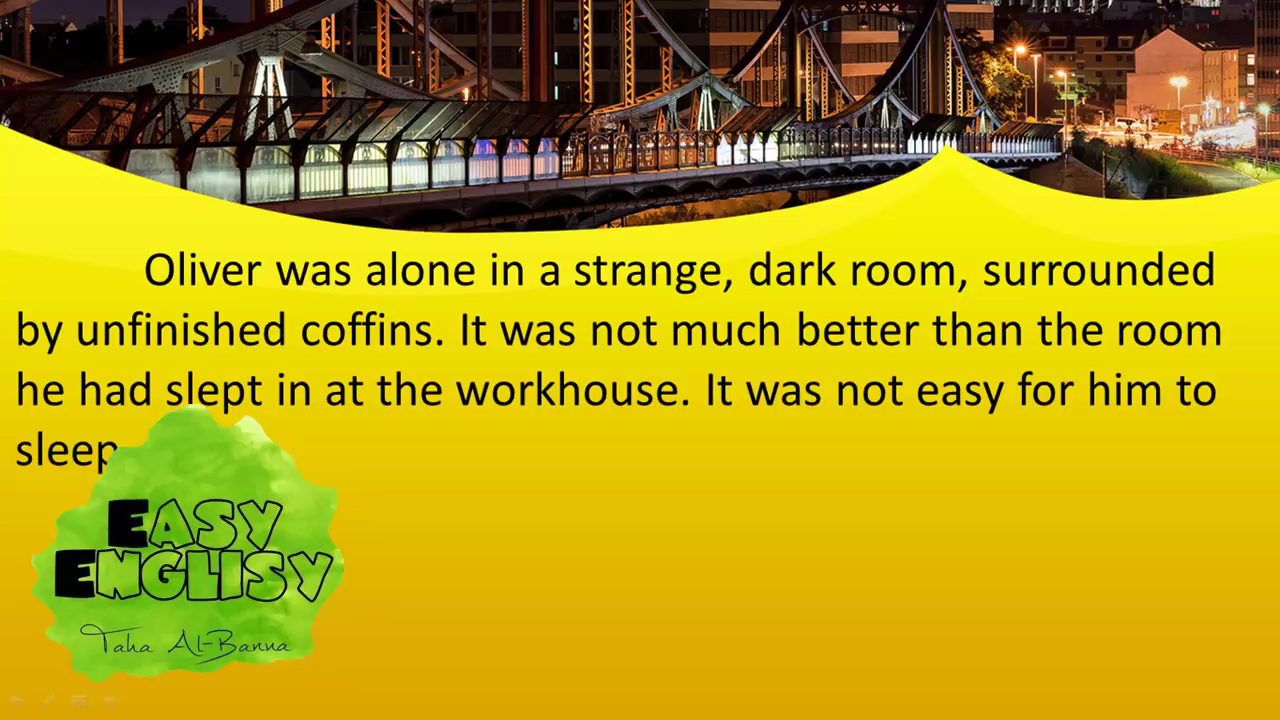 Oliver was alone in a strange, dark room, surrounded
by unfinished coffins. It was not much better than the room
he had slept in at the workhouse. It was not easy for him to
sleep
EASY
ENGLISY
Taha Al-Banna